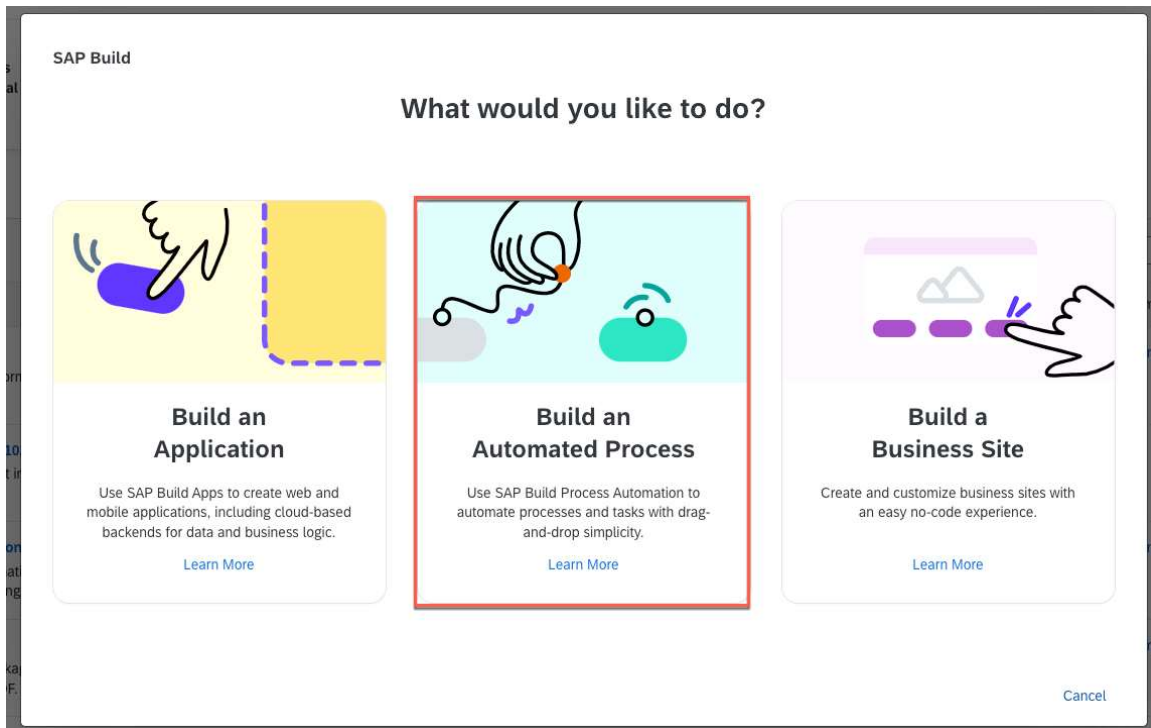 SAP Build
What would you like to do?
Build an
Application
Use SAP Build Apps to create web and
mobile applications, including cloud-based
backends for data and business logic.
Learn More
Build an
Automated Process
Use SAP Build Process Automation to
automate processes and tasks with drag-
and-drop simplicity.
Learn More
Build a
Business Site
Create and customize business sites with
an easy no-code experience.
Learn More
Cancel